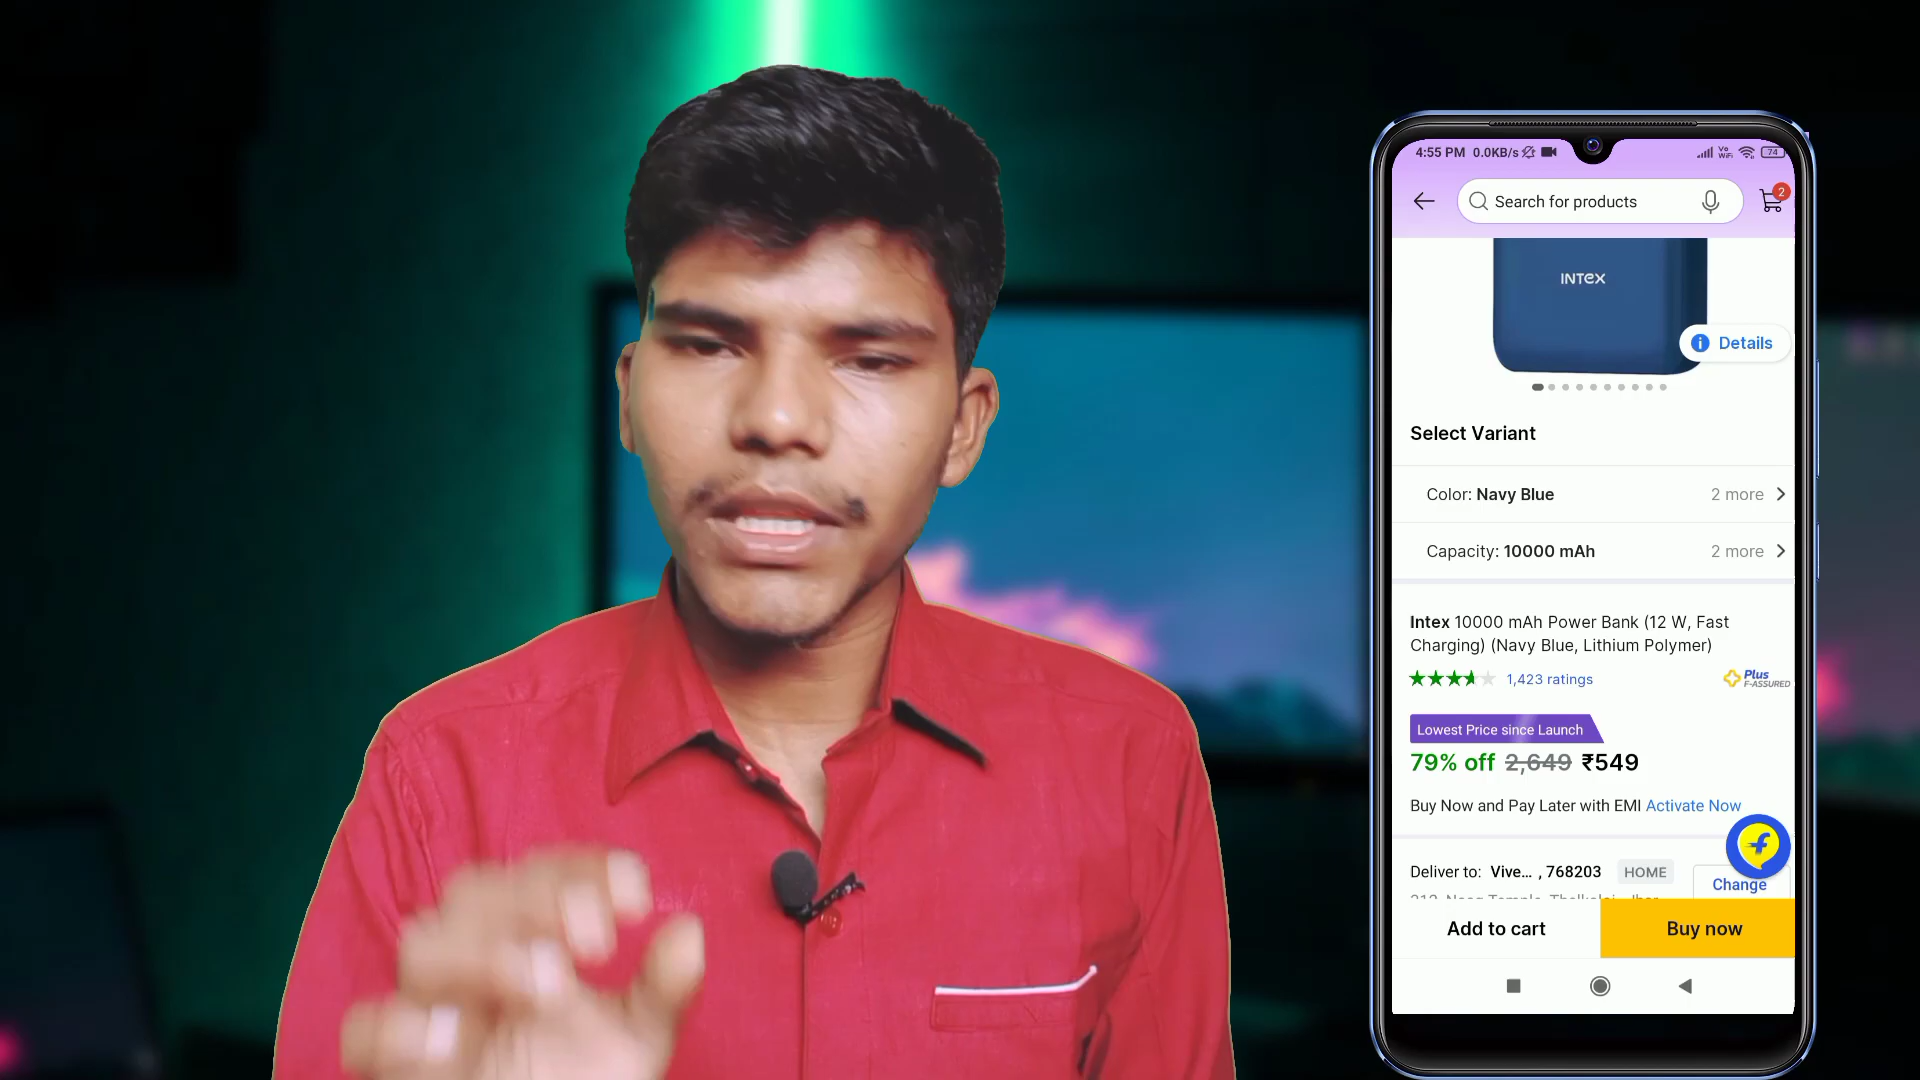 4:55 PM 0.0KB/s Vo WiFi 74
Search for products 2
INTEX
Details
Select Variant
Color: Navy Blue 2 more
Capacity: 10000 mAh 2 more
Intex 10000 mAh Power Bank (12 W, Fast
Charging) (Navy Blue, Lithium Polymer)
1,423 ratings Plus
F-ASSURED
Lowest Price since Launch
79% off 2,649 ₹549
Buy Now and Pay Later with EMI Activate Now
Deliver to: Vive... , 768203 HOME
Change
Add to cart Buy now